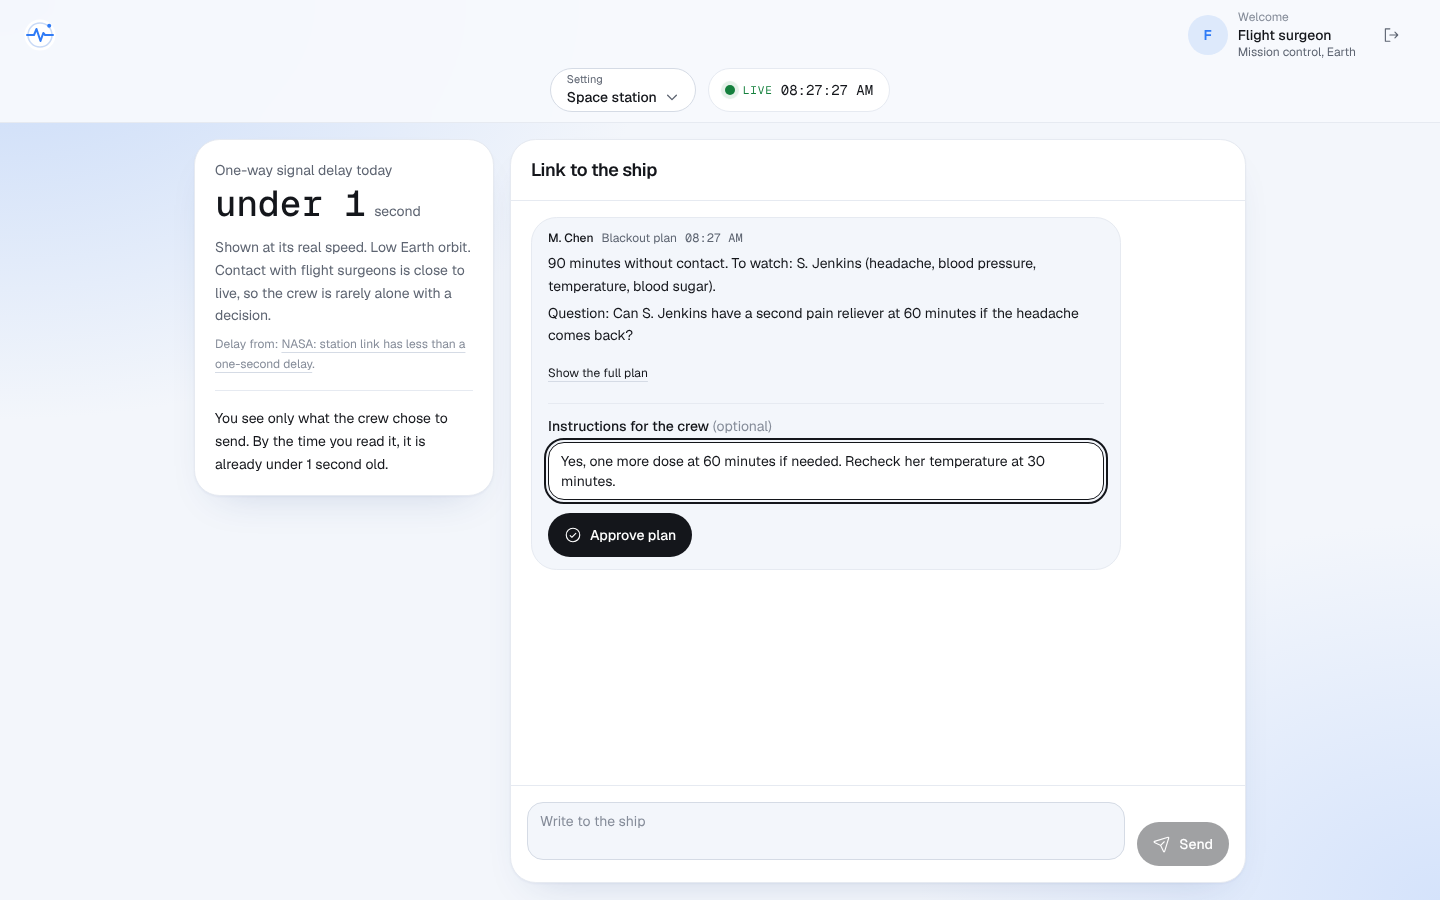 Welcome
F
Flight surgeon
Mission control, Earth
Setting
Space station
LIVE 08:27:27 AM
One-way signal delay today
under 1 second
Shown at its real speed. Low Earth orbit.
Contact with flight surgeons is close to
live, so the crew is rarely alone with a
decision.
Delay from: NASA: station link has less than a
one-second delay.
You see only what the crew chose to
send. By the time you read it, it is
already under 1 second old.
Link to the ship
M. Chen Blackout plan 08:27 AM
90 minutes without contact. To watch: S. Jenkins (headache, blood pressure,
temperature, blood sugar).
Question: Can S. Jenkins have a second pain reliever at 60 minutes if the headache
comes back?
Show the full plan
Instructions for the crew (optional)
Yes, one more dose at 60 minutes if needed. Recheck her temperature at 30
minutes.
Approve plan
Write to the ship
Send